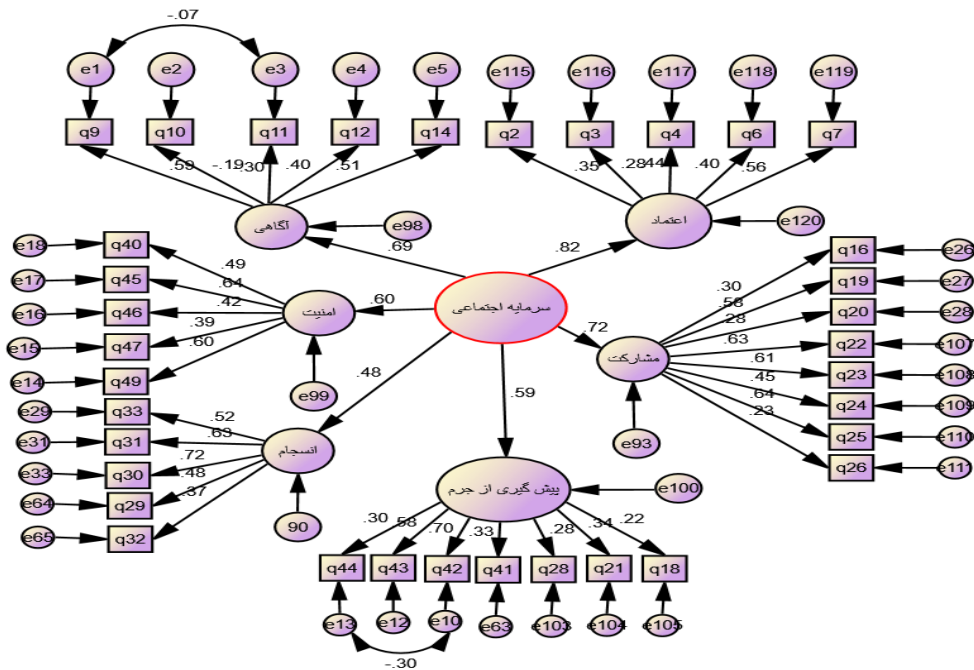 -.07
e1 e2 e3 e4 e5 e115 e116 e117 e118 e119
q9 q10 q11 q12 q14 q2 q3 q4 q6 q7
.59 -.19 .30 .40 .51 .35 .28 .44 .40 .56
آگاهی e98 اعتماد e120
.69 .82
e18 q40 q16 e26
e17 q45 .49 .30 q19 e27
e16 q46 .64 .58 q20 e28
.42 امنیت .60 سرمایه اجتماعی .28
e15 q47 .39 .72 مشارکت .63 q22 e107
e14 q49 .60 .61 q23 e108
e99 .48 .59 .45 q24 e109
e29 q33 .52 .64 q25 e110
e31 q31 .63 انسجام e93 .23 q26 e111
e33 q30 .72
e64 q29 .48 پیش گیری از جرم e100
e65 q32 .37 90
.30 .58 .70 .33 .28 .34 .22
q44 q43 q42 q41 q28 q21 q18
e13 e12 e10 e63 e103 e104 e105
-.30